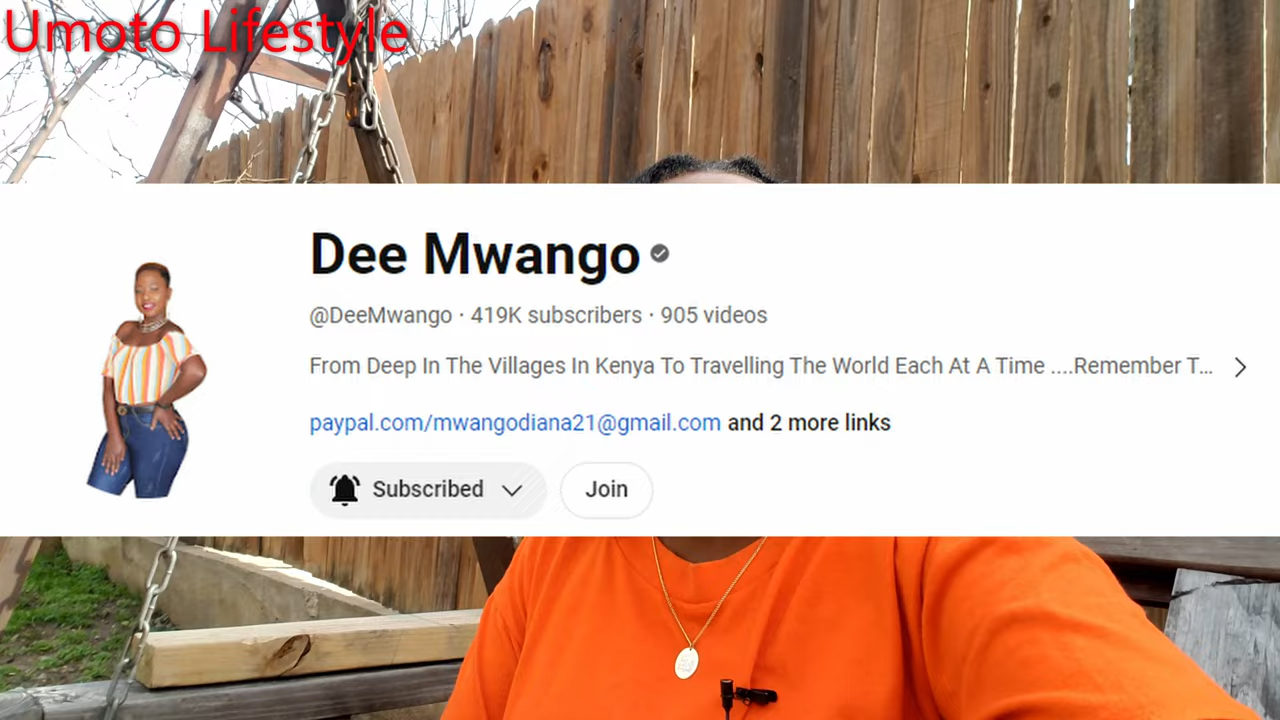 Umoto Lifestyle
Dee Mwango
@DeeMwango · 419K subscribers · 905 videos
From Deep In The Villages In Kenya To Travelling The World Each At A Time ....Remember T...
paypal.com/mwangodiana21@gmail.com and 2 more links
Subscribed
Join